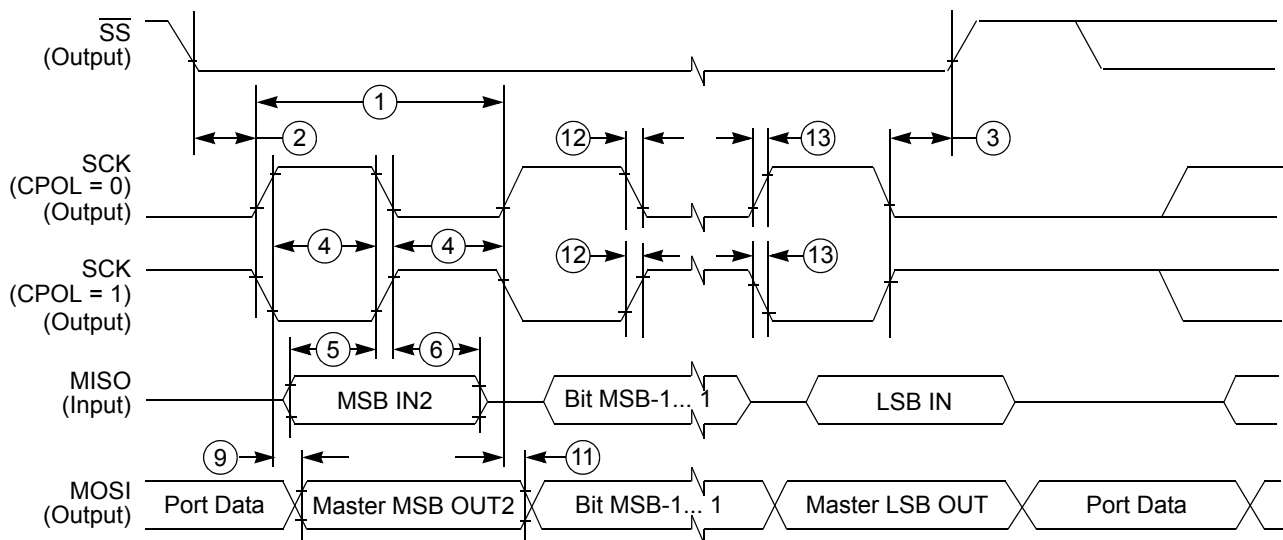 SS
(Output)
1
2
12
13
3
SCK
(CPOL = 0)
(Output)
4
4
SCK
(CPOL = 1)
(Output)
12
13
5
6
MISO
(Input)
MSB IN2
Bit MSB-1... 1
LSB IN
9
11
MOSI
(Output)
Port Data
Master MSB OUT2
Bit MSB-1... 1
Master LSB OUT
Port Data